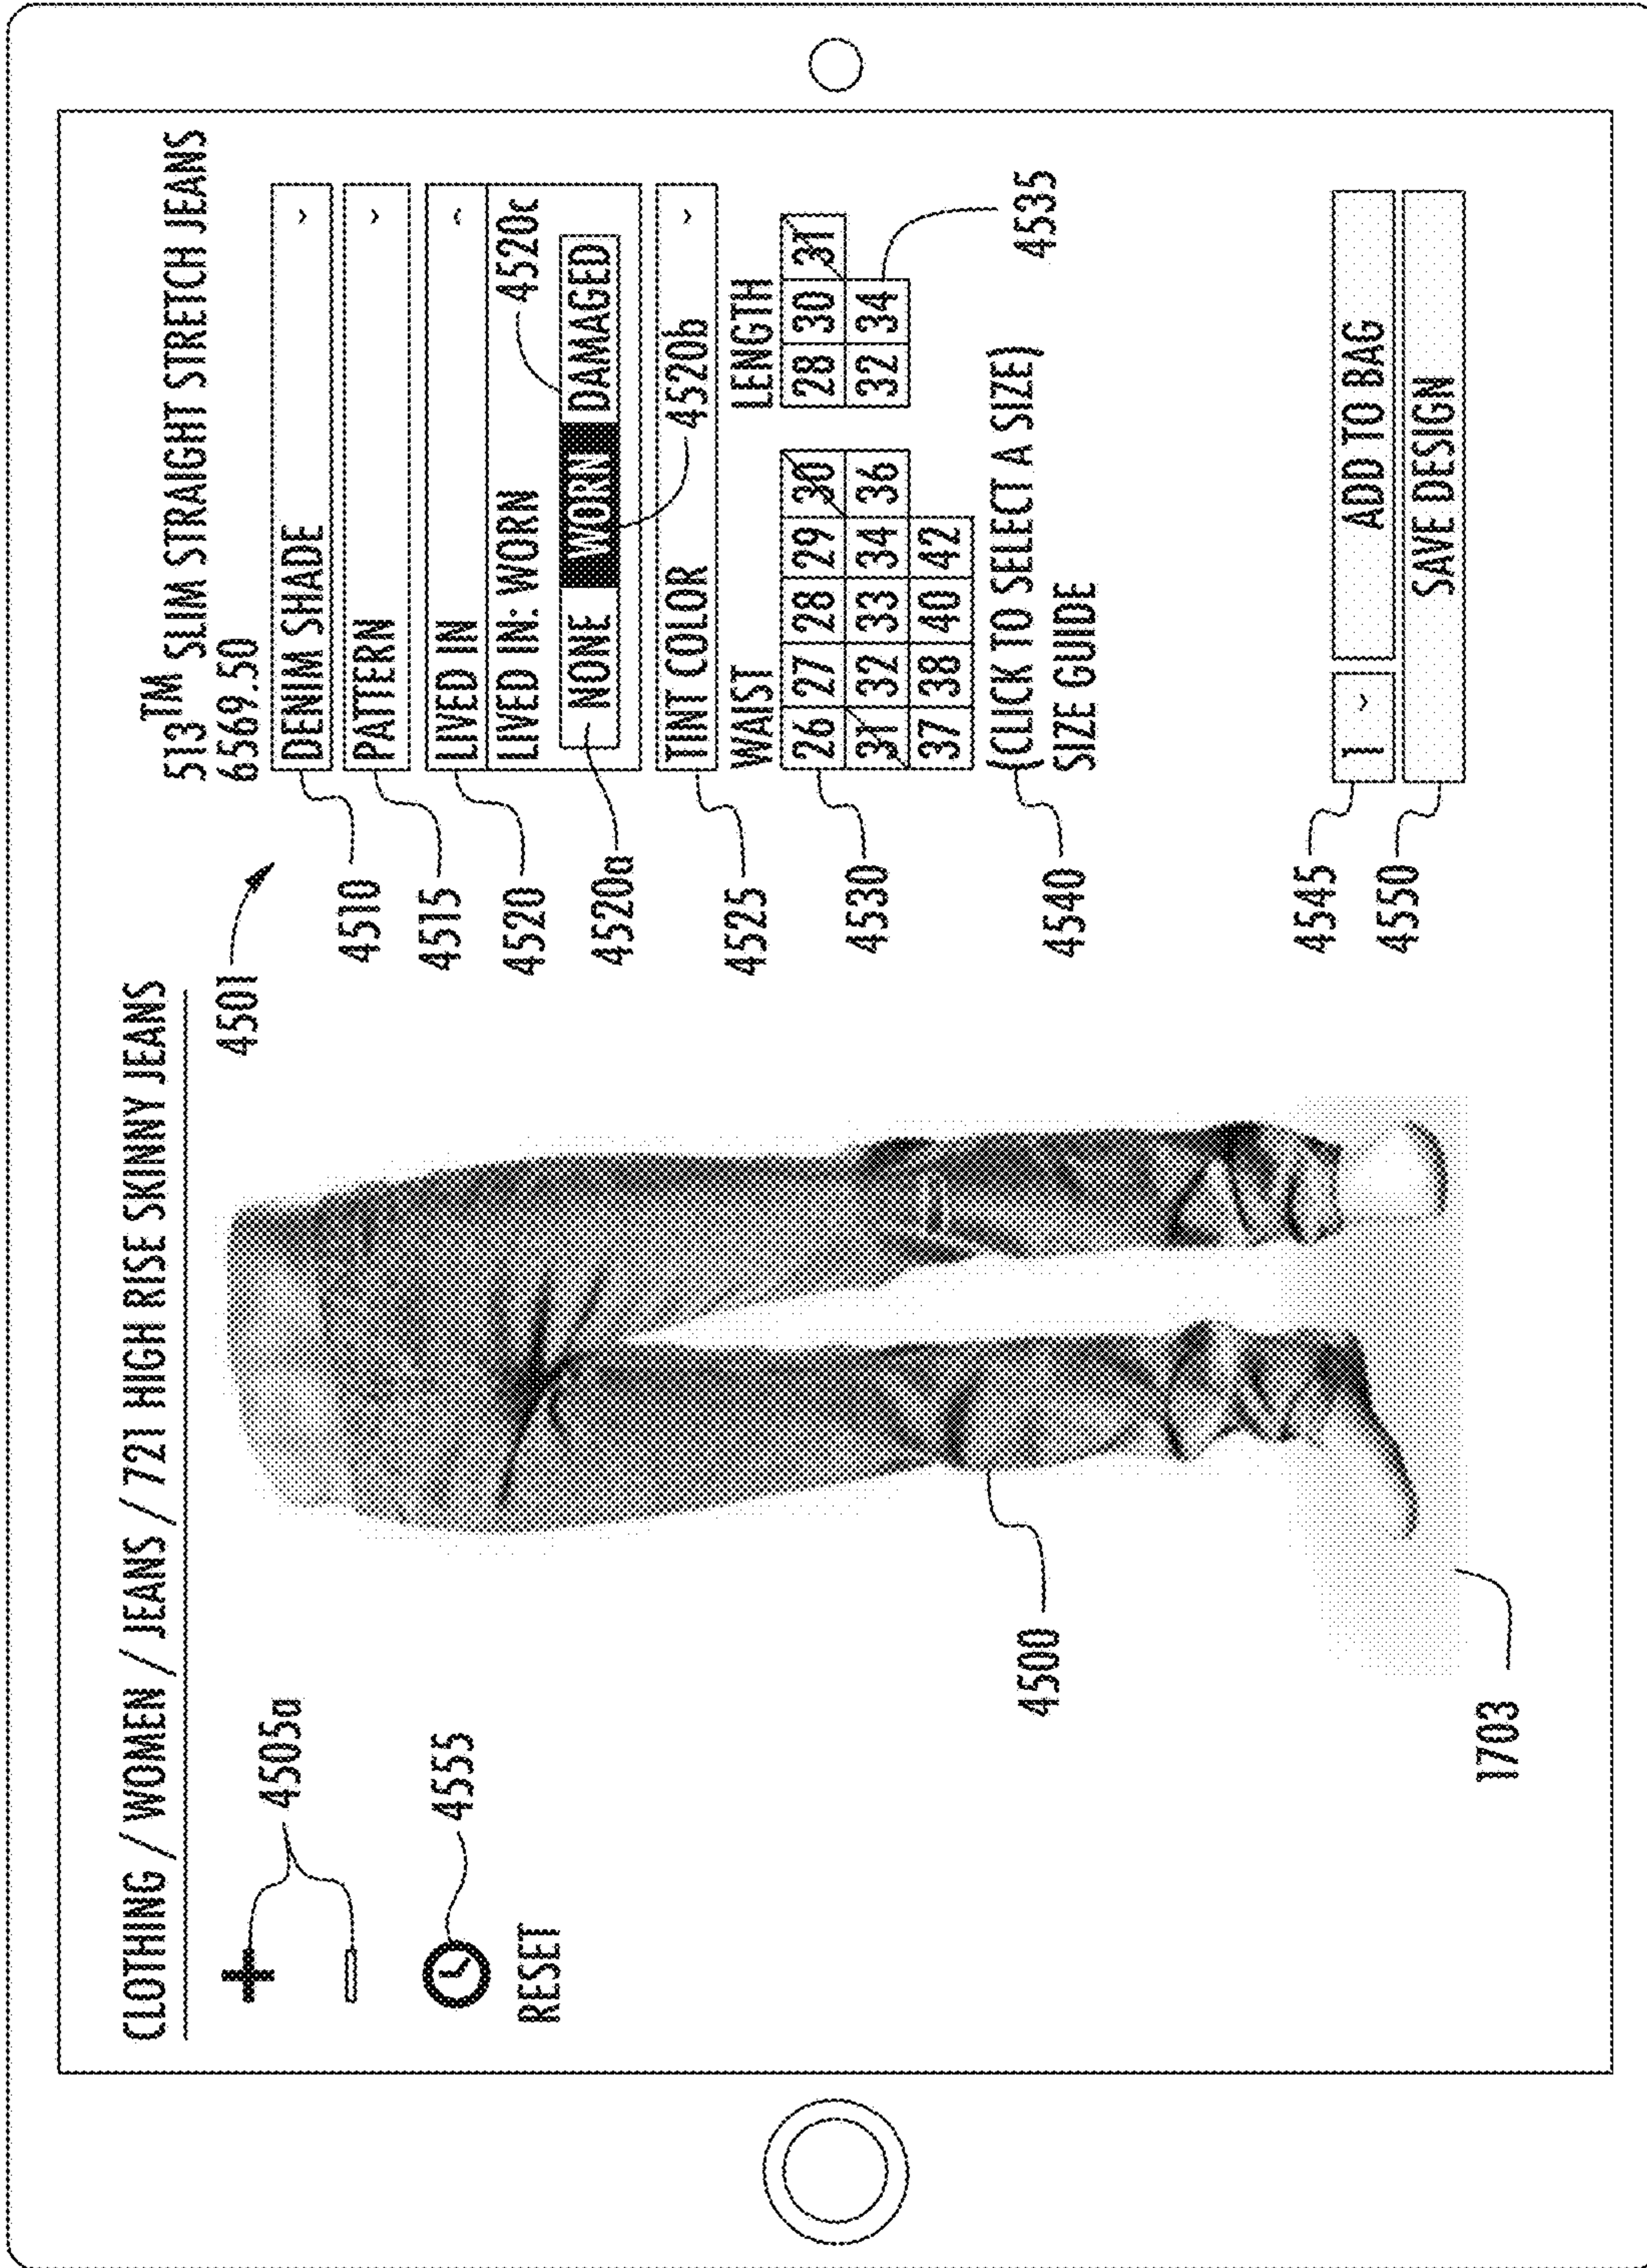 CLOTHING / WOMEN / JEANS / 721 HIGH RISE SKINNY JEANS
4505a
4555
RESET
4500
1703
4501
513™ SLIM STRAIGHT STRETCH JEANS
6569.50
4510
DENIM SHADE
4515
PATTERN
4520
LIVED IN
LIVED IN: WORN
4520c
4520a
NONE WORN DAMAGED
4520b
4525
TINT COLOR
WAIST
LENGTH
4530
26 27 28 29 30
31 32 33 34 36
37 38 40 42
28 30 31
32 34
4535
4540
(CLICK TO SELECT A SIZE)
SIZE GUIDE
4545
1
ADD TO BAG
4550
SAVE DESIGN